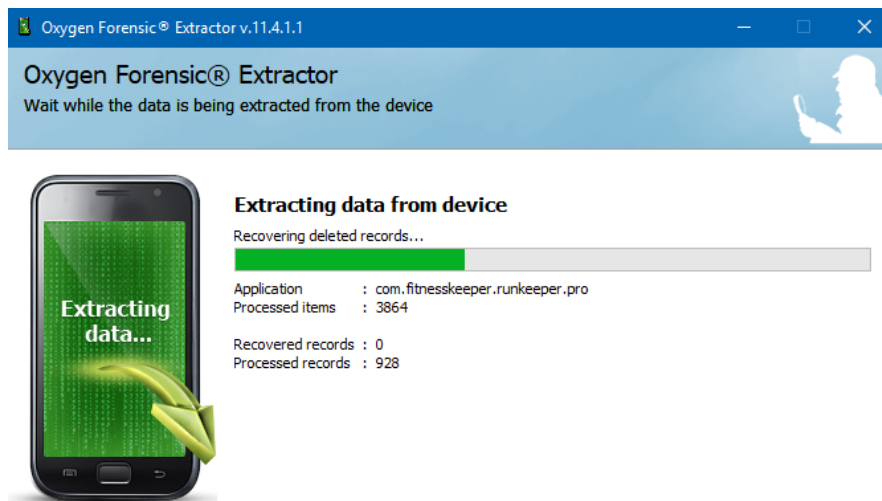 Oxygen Forensic® Extractor v.11.4.1.1
Oxygen Forensic® Extractor
Wait while the data is being extracted from the device
Extracting data from device
Recovering deleted records...
Application : com.fitnesskeeper.runkeeper.pro
Processed items : 3864
Recovered records : 0
Processed records : 928
Extracting
data...